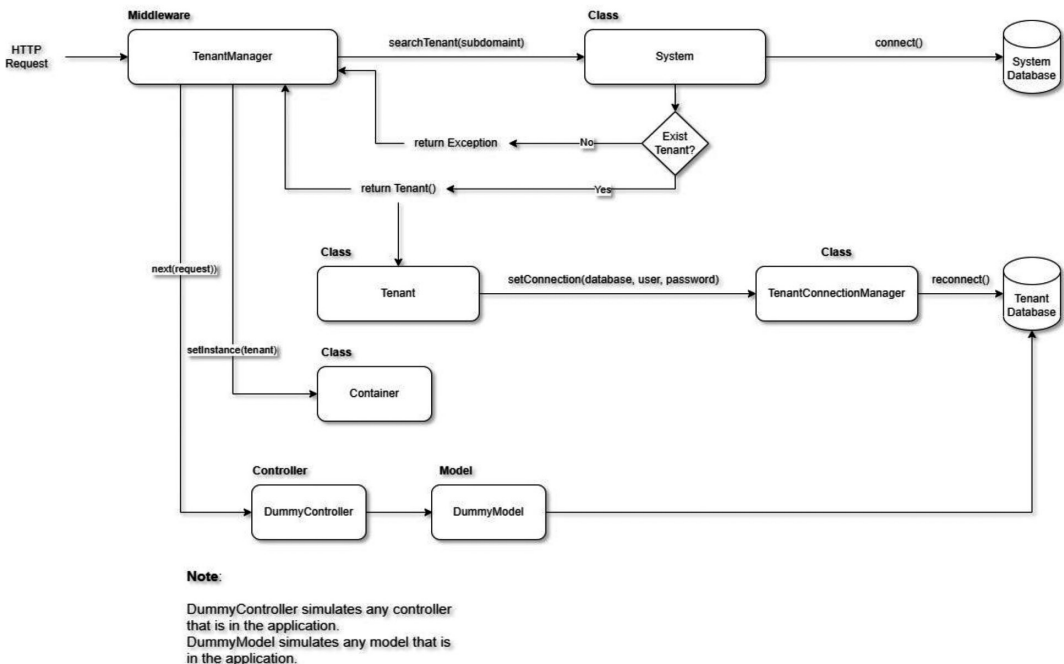 Middleware
Class
HTTP
Request
TenantManager
searchTenant(subdomaint)
System
connect()
System
Database
Exist
Tenant?
return Exception
No
return Tenant()
Yes
Class
Class
next(request))
Tenant
setConnection(database, user, password)
TenantConnectionManager
reconnect()
Tenant
Database
setInstance(tenant)
Class
Container
Controller
Model
DummyController
DummyModel
Note:
DummyController simulates any controller
that is in the application.
DummyModel simulates any model that is
in the application.